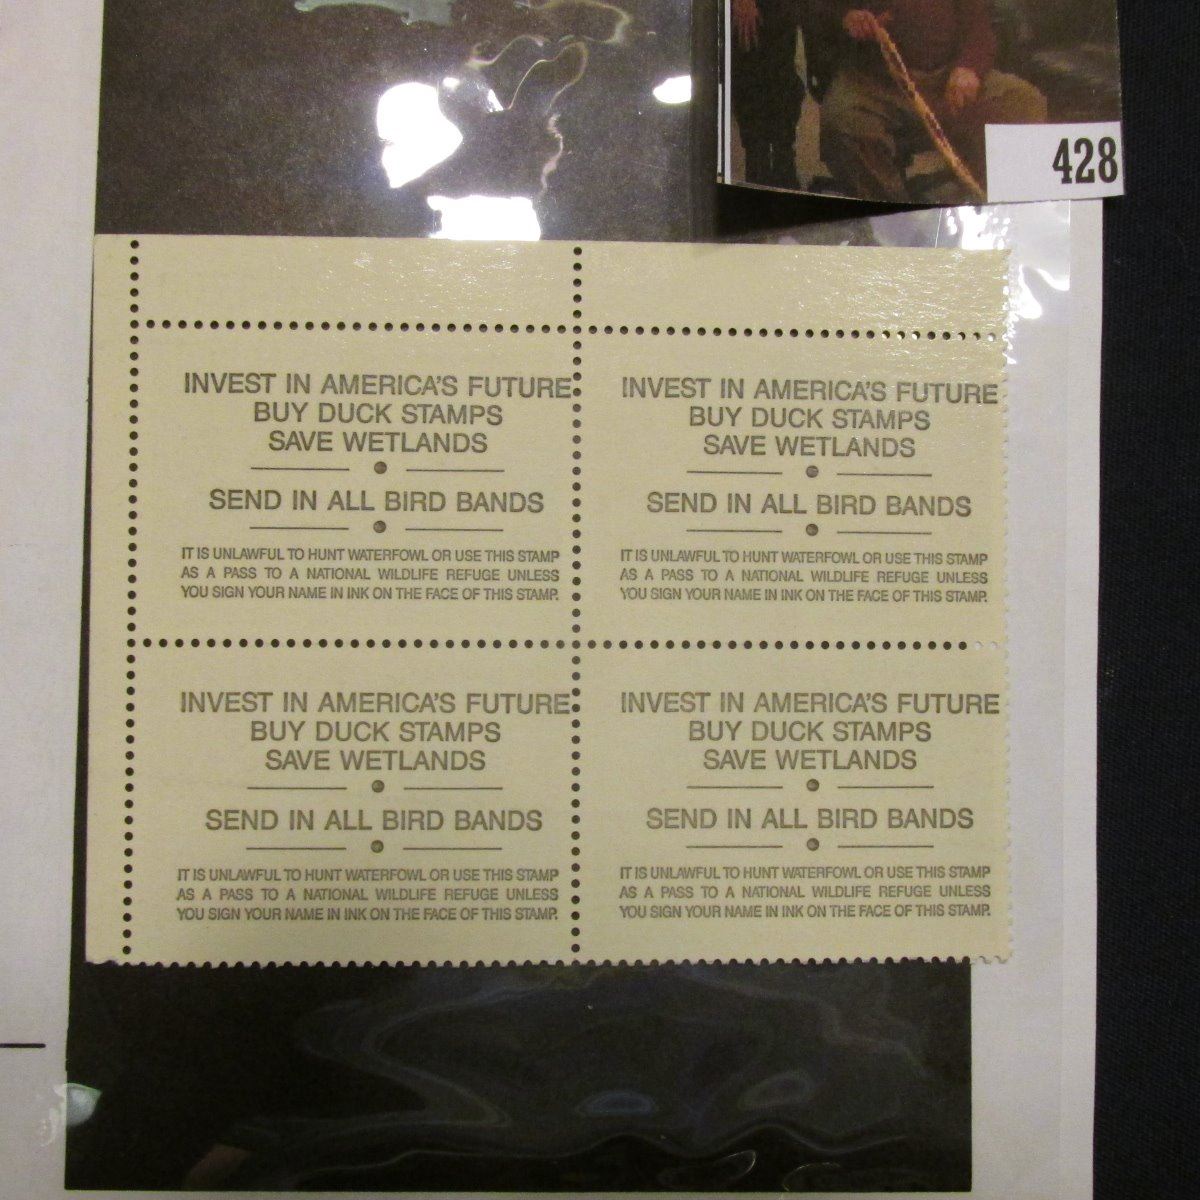 428
INVEST IN AMERICA'S FUTURE
BUY DUCK STAMPS
SAVE WETLANDS
SEND IN ALL BIRD BANDS
IT IS UNLAWFUL TO HUNT WATERFOWL OR USE THIS STAMP
AS A PASS TO A NATIONAL WILDLIFE REFUGE UNLESS
YOU SIGN YOUR NAME IN INK ON THE FACE OF THIS STAMP.
INVEST IN AMERICA'S FUTURE
BUY DUCK STAMPS
SAVE WETLANDS
SEND IN ALL BIRD BANDS
IT IS UNLAWFUL TO HUNT WATERFOWL OR USE THIS STAMP
AS A PASS TO A NATIONAL WILDLIFE REFUGE UNLESS
YOU SIGN YOUR NAME IN INK ON THE FACE OF THIS STAMP.
INVEST IN AMERICA'S FUTURE
BUY DUCK STAMPS
SAVE WETLANDS
SEND IN ALL BIRD BANDS
IT IS UNLAWFUL TO HUNT WATERFOWL OR USE THIS STAMP
AS A PASS TO A NATIONAL WILDLIFE REFUGE UNLESS
YOU SIGN YOUR NAME IN INK ON THE FACE OF THIS STAMP.
INVEST IN AMERICA'S FUTURE
BUY DUCK STAMPS
SAVE WETLANDS
SEND IN ALL BIRD BANDS
IT IS UNLAWFUL TO HUNT WATERFOWL OR USE THIS STAMP
AS A PASS TO A NATIONAL WILDLIFE REFUGE UNLESS
YOU SIGN YOUR NAME IN INK ON THE FACE OF THIS STAMP.